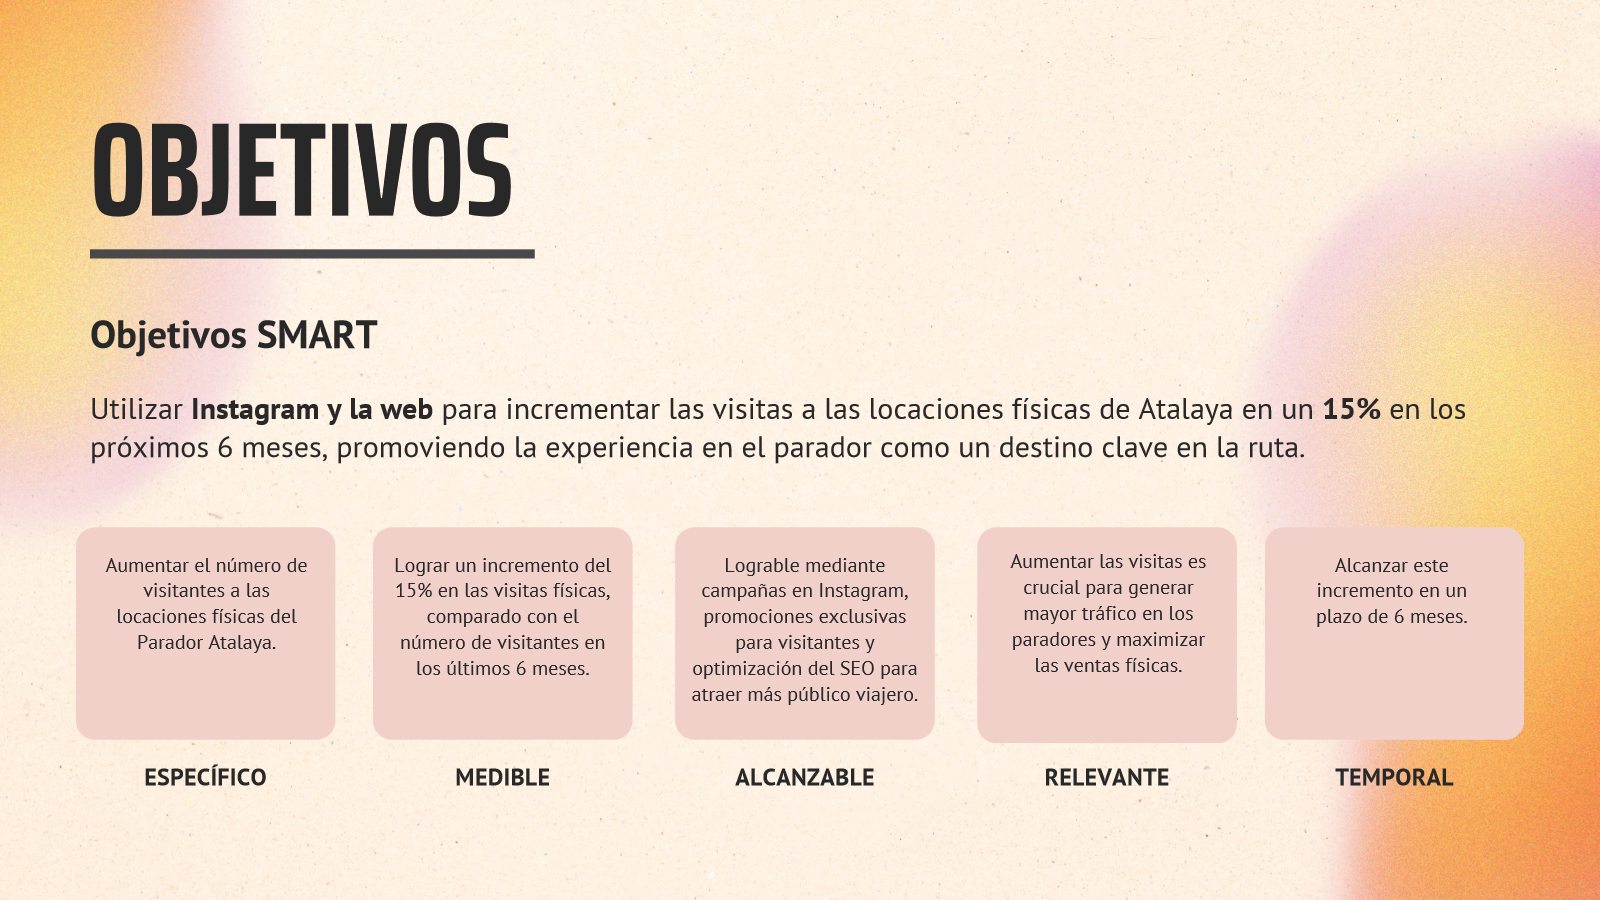 OBJETIVOS
Objetivos SMART
Utilizar Instagram y la web para incrementar las visitas a las locaciones físicas de Atalaya en un 15% en los
próximos 6 meses, promoviendo la experiencia en el parador como un destino clave en la ruta.
Aumentar el número de
visitantes a las
locaciones físicas del
Parador Atalaya.
ESPECÍFICO
Lograr un incremento del
15% en las visitas físicas,
comparado con el
número de visitantes en
los últimos 6 meses.
MEDIBLE
Lograble mediante
campañas en Instagram,
promociones exclusivas
para visitantes y
optimización del SEO para
atraer más público viajero.
ALCANZABLE
Aumentar las visitas es
crucial para generar
mayor tráfico en los
paradores y maximizar
las ventas físicas.
RELEVANTE
Alcanzar este
incremento en un
plazo de 6 meses.
TEMPORAL